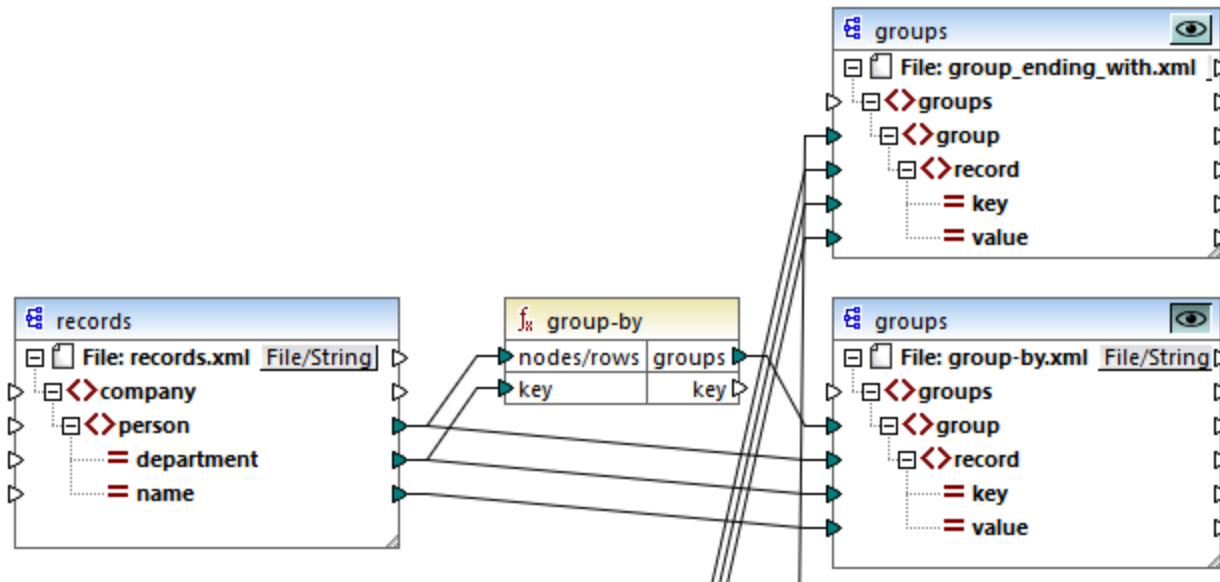 groups
File: group_ending_with.xml
groups
group
record
key
value
records
File: records.xml File/String
company
person
department
name
group-by
nodes/rows groups
key key
groups
File: group-by.xml File/String
groups
group
record
key
value